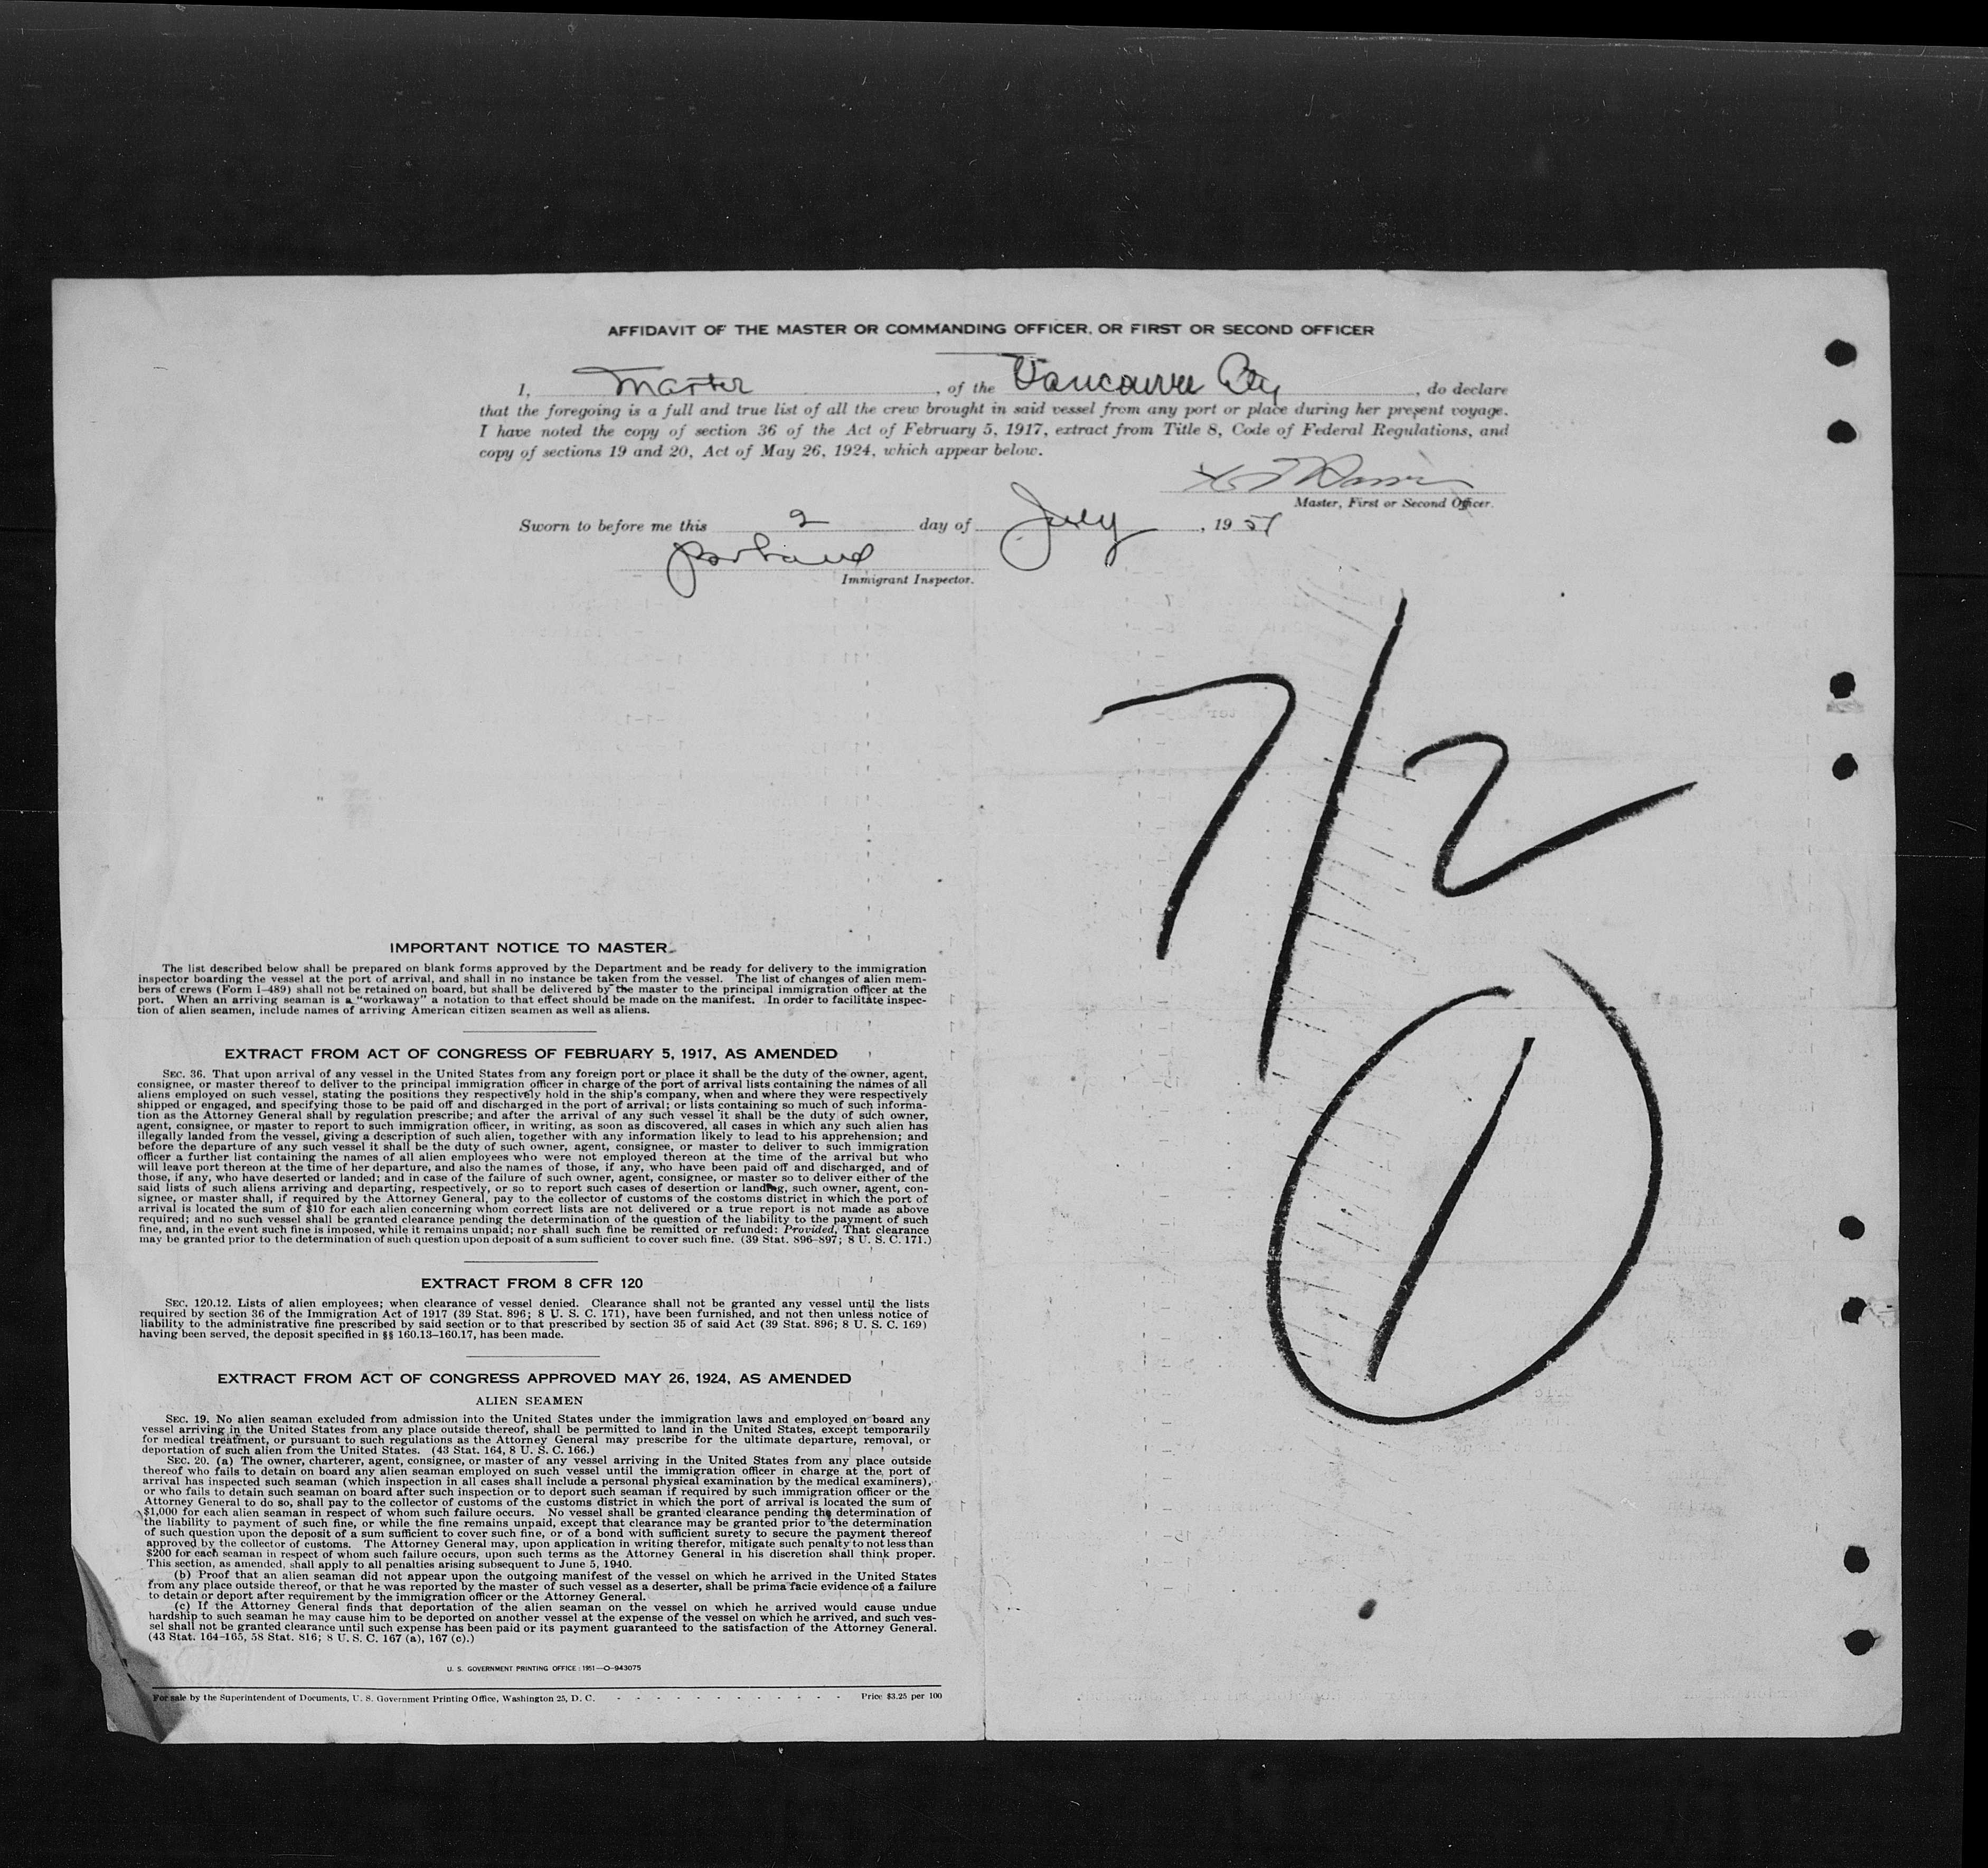 AFFIDAVIT OF THE MASTER OR COMMANDING OFFICER, OR FIRST OR SECOND OFFICER
I, Master, of the Vancouver City, do declare
that the foregoing is a full and true list of all the crew brought in said vessel from any port or place during her present voyage.
I have noted the copy of section 36 of the Act of February 5, 1917, extract from Title 8, Code of Federal Regulations, and
copy of sections 19 and 20, Act of May 26, 1924, which appear below.
Master, First or Second Officer.
Sworn to before me this 2 day of July, 1951
Portland
Immigrant Inspector.
7/2
1
IMPORTANT NOTICE TO MASTER
The list described below shall be prepared on blank forms approved by the Department and be ready for delivery to the immigration
inspector boarding the vessel at the port of arrival, and shall in no instance be taken from the vessel. The list of changes of alien mem-
bers of crews (Form I-489) shall not be retained on board, but shall be delivered by the master to the principal immigration officer at the
port. When an arriving seaman is a "workaway" a notation to that effect should be made on the manifest. In order to facilitate inspec-
tion of alien seamen, include names of arriving American citizen seamen as well as aliens.
EXTRACT FROM ACT OF CONGRESS OF FEBRUARY 5, 1917, AS AMENDED
SEC. 36. That upon arrival of any vessel in the United States from any foreign port or place it shall be the duty of the owner, agent,
consignee, or master thereof to deliver to the principal immigration officer in charge of the port of arrival lists containing the names of all
aliens employed on such vessel, stating the positions they respectively hold in the ship's company, when and where they were respectively
shipped or engaged, and specifying those to be paid off and discharged in the port of arrival; or lists containing so much of such informa-
tion as the Attorney General shall by regulation prescribe; and after the arrival of any such vessel it shall be the duty of such owner,
agent, consignee, or master to report to such immigration officer, in writing, as soon as discovered, all cases in which any such alien has
illegally landed from the vessel, giving a description of such alien, together with any information likely to lead to his apprehension; and
before the departure of any such vessel it shall be the duty of such owner, agent, consignee, or master to deliver to such immigration
officer a further list containing the names of all alien employees who were not employed thereon at the time of the arrival but who
will leave port thereon at the time of her departure, and also the names of those, if any, who have been paid off and discharged, and of
those, if any, who have deserted or landed; and in case of the failure of such owner, agent, consignee, or master so to deliver either of the
said lists of such aliens arriving and departing, respectively, or so to report such cases of desertion or landing, such owner, agent, con-
signee, or master shall, if required by the Attorney General, pay to the collector of customs of the costoms district in which the port of
arrival is located the sum of $10 for each alien concerning whom correct lists are not delivered or a true report is not made as above
required; and no such vessel shall be granted clearance pending the determination of the question of the liability to the payment of such
fine, and, in the event such fine is imposed, while it remains unpaid; nor shall such fine be remitted or refunded: Provided, That clearance
may be granted prior to the determination of such question upon deposit of a sum sufficient to cover such fine. (39 Stat. 896-897; 8 U. S. C. 171.)
EXTRACT FROM 8 CFR 120
SEC. 120.12. Lists of alien employees; when clearance of vessel denied. Clearance shall not be granted any vessel until the lists
required by section 36 of the Immigration Act of 1917 (39 Stat. 896; 8 U. S. C. 171), have been furnished, and not then unless notice of
liability to the administrative fine prescribed by said section or to that prescribed by section 35 of said Act (39 Stat. 896; 8 U. S. C. 169)
having been served, the deposit specified in §§ 160.13-160.17, has been made.
EXTRACT FROM ACT OF CONGRESS APPROVED MAY 26, 1924, AS AMENDED
ALIEN SEAMEN
SEC. 19. No alien seaman excluded from admission into the United States under the immigration laws and employed on board any
vessel arriving in the United States from any place outside thereof, shall be permitted to land in the United States, except temporarily
for medical treatment, or pursuant to such regulations as the Attorney General may prescribe for the ultimate departure, removal, or
deportation of such alien from the United States. (43 Stat. 164, 8 U. S. C. 166.)
SEC. 20. (a) The owner, charterer, agent, consignee, or master of any vessel arriving in the United States from any place outside
thereof who fails to detain on board any alien seaman employed on such vessel until the immigration officer in charge at the port of
arrival has inspected such seaman (which inspection in all cases shall include a personal physical examination by the medical examiners),
or who fails to detain such seaman on board after such inspection or to deport such seaman if required by such immigration officer or the
Attorney General to do so, shall pay to the collector of customs of the customs district in which the port of arrival is located the sum of
$1,000 for each alien seaman in respect of whom such failure occurs. No vessel shall be granted clearance pending the determination of
the liability to payment of such fine, or while the fine remains unpaid, except that clearance may be granted prior to the determination
of such question upon the deposit of a sum sufficient to cover such fine, or of a bond with sufficient surety to secure the payment thereof
approved by the collector of customs. The Attorney General may, upon application in writing therefor, mitigate such penalty to not less than
$200 for each seaman in respect of whom such failure occurs, upon such terms as the Attorney General in his discretion shall think proper.
This section, as amended, shall apply to all penalties arising subsequent to June 5, 1940.
(b) Proof that an alien seaman did not appear upon the outgoing manifest of the vessel on which he arrived in the United States
from any place outside thereof, or that he was reported by the master of such vessel as a deserter, shall be prima facie evidence of a failure
to detain or deport after requirement by the immigration officer or the Attorney General.
(c) If the Attorney General finds that deportation of the alien seaman on the vessel on which he arrived would cause undue
hardship to such seaman he may cause him to be deported on another vessel at the expense of the vessel on which he arrived, and such ves-
sel shall not be granted clearance until such expense has been paid or its payment guaranteed to the satisfaction of the Attorney General.
(43 Stat. 164-165, 58 Stat. 816; 8 U. S. C. 167 (a), 167 (c).)
U. S. GOVERNMENT PRINTING OFFICE : 1951—O-943075
For sale by the Superintendent of Documents, U. S. Government Printing Office, Washington 25, D. C. - - - - - - - - - - - Price $3.25 per 100